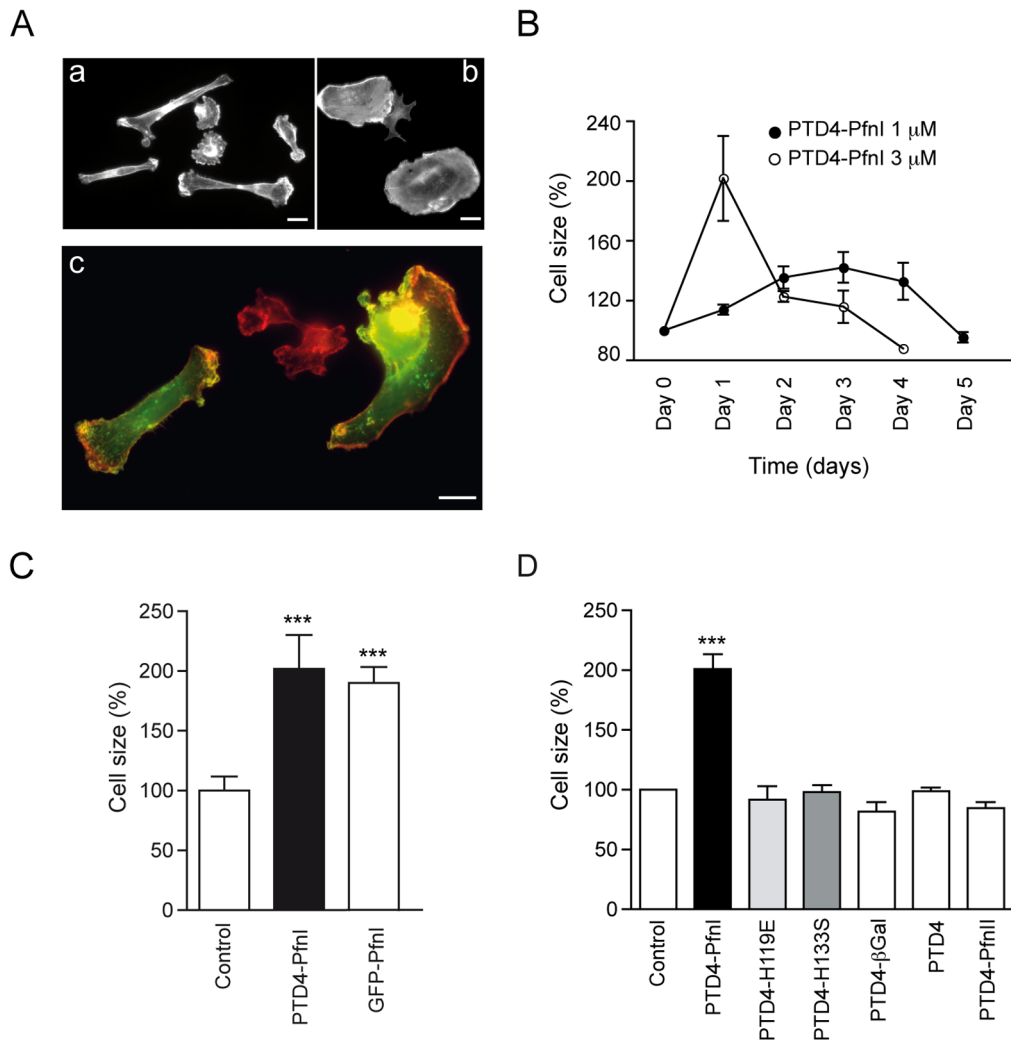 A
a
b
c
B
240
200
160
120
80
Cell size (%)
PTD4-PfnI 1 μM
PTD4-PfnI 3 μM
Day 0
Day 1
Day 2
Day 3
Day 4
Day 5
Time (days)
C
250
200
150
100
50
0
Cell size (%)
***
***
Control
PTD4-PfnI
GFP-PfnI
D
250
200
150
100
50
0
Cell size (%)
***
Control
PTD4-PfnI
PTD4-H119E
PTD4-H133S
PTD4-βGal
PTD4
PTD4-PfnII